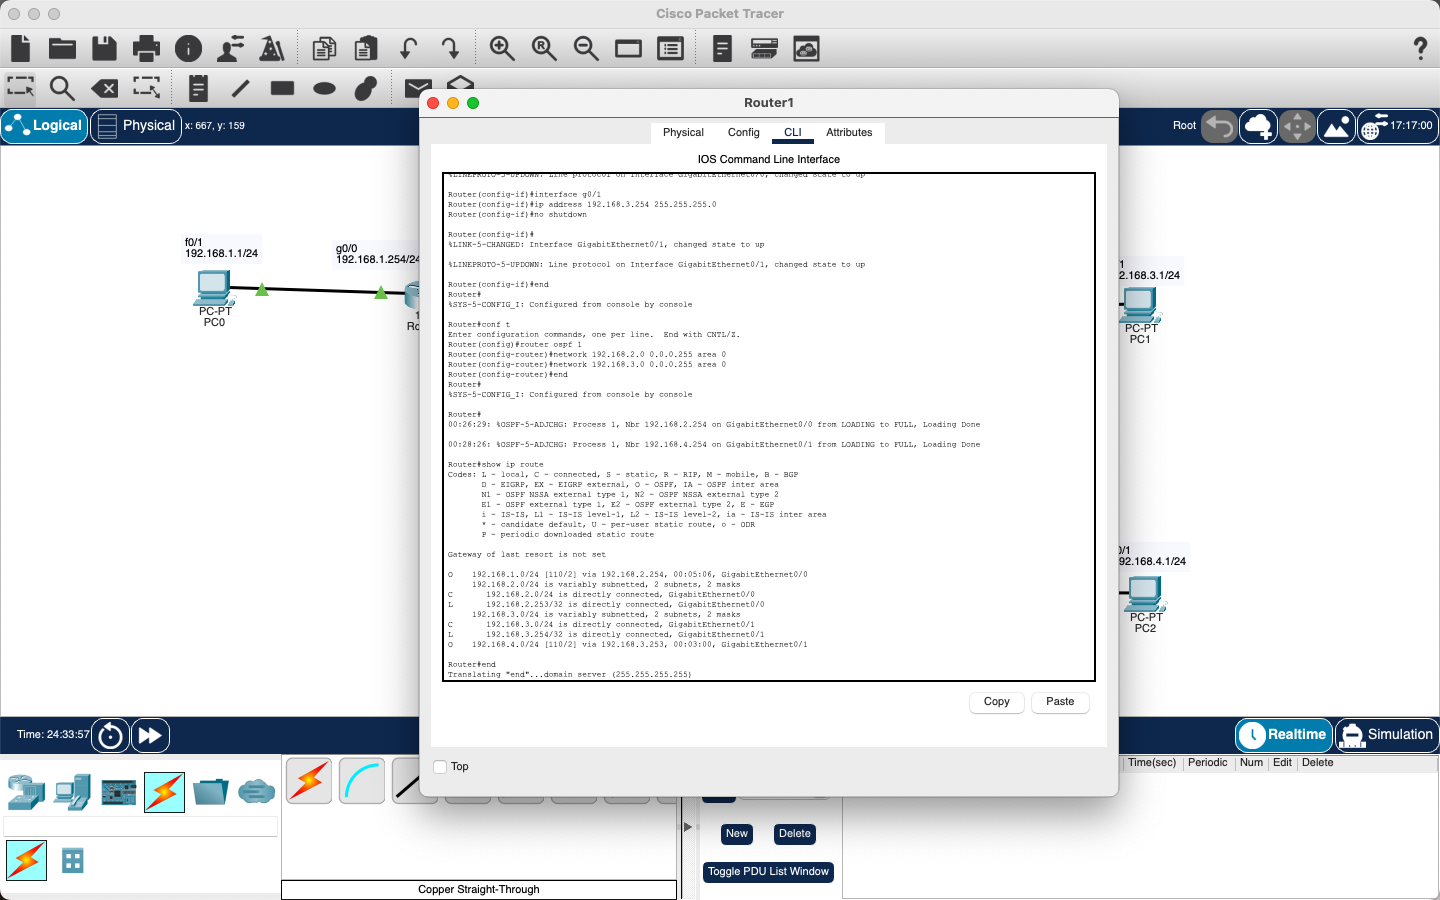 Cisco Packet Tracer
Logical
Physical
x: 667, y: 159
Root
17:17:00
Router1
Physical
Config
CLI
Attributes
IOS Command Line Interface
%LINEPROTO-5-UPDOWN: Line protocol on Interface GigabitEthernet0/0, changed state to up
Router(config-if)#interface g0/1
Router(config-if)#ip address 192.168.3.254 255.255.255.0
Router(config-if)#no shutdown
Router(config-if)#
%LINK-5-CHANGED: Interface GigabitEthernet0/1, changed state to up
%LINEPROTO-5-UPDOWN: Line protocol on Interface GigabitEthernet0/1, changed state to up
Router(config-if)#end
Router#
%SYS-5-CONFIG_I: Configured from console by console
Router#conf t
Enter configuration commands, one per line.  End with CNTL/Z.
Router(config)#router ospf 1
Router(config-router)#network 192.168.2.0 0.0.0.255 area 0
Router(config-router)#network 192.168.3.0 0.0.0.255 area 0
Router(config-router)#end
Router#
%SYS-5-CONFIG_I: Configured from console by console
Router#
00:26:29: %OSPF-5-ADJCHG: Process 1, Nbr 192.168.2.254 on GigabitEthernet0/0 from LOADING to FULL, Loading Done
00:28:26: %OSPF-5-ADJCHG: Process 1, Nbr 192.168.4.254 on GigabitEthernet0/1 from LOADING to FULL, Loading Done
Router#show ip route
Codes: L - local, C - connected, S - static, R - RIP, M - mobile, B - BGP
D - EIGRP, EX - EIGRP external, O - OSPF, IA - OSPF inter area
N1 - OSPF NSSA external type 1, N2 - OSPF NSSA external type 2
E1 - OSPF external type 1, E2 - OSPF external type 2, E - EGP
i - IS-IS, L1 - IS-IS level-1, L2 - IS-IS level-2, ia - IS-IS inter area
* - candidate default, U - per-user static route, o - ODR
P - periodic downloaded static route
Gateway of last resort is not set
O    192.168.1.0/24 [110/2] via 192.168.2.254, 00:05:06, GigabitEthernet0/0
192.168.2.0/24 is variably subnetted, 2 subnets, 2 masks
C       192.168.2.0/24 is directly connected, GigabitEthernet0/0
L       192.168.2.253/32 is directly connected, GigabitEthernet0/0
192.168.3.0/24 is variably subnetted, 2 subnets, 2 masks
C       192.168.3.0/24 is directly connected, GigabitEthernet0/1
L       192.168.3.254/32 is directly connected, GigabitEthernet0/1
O    192.168.4.0/24 [110/2] via 192.168.3.253, 00:03:00, GigabitEthernet0/1
Router#end
Translating "end"...domain server (255.255.255.255)
Copy
Paste
Top
f0/1
192.168.1.1/24
PC-PT
PC0
g0/0
192.168.1.254/24
1
Ro
1
2.168.3.1/24
PC-PT
PC1
0/1
92.168.4.1/24
PC-PT
PC2
Time: 24:33:57
Realtime
Simulation
Time(sec)
Periodic
Num
Edit
Delete
New
Delete
Toggle PDU List Window
Copper Straight-Through